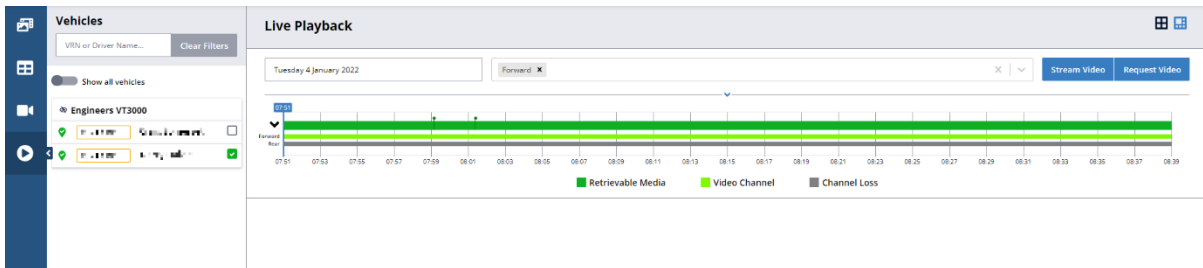 Vehicles
VRN or Driver Name...
Clear Filters
Show all vehicles
Engineers VT3000
Live Playback
Tuesday 4 January 2022
Forward ×
Stream Video
Request Video
07:51
Forward
Rear
07:51 07:53 07:55 07:57 07:59 08:01 08:03 08:05 08:07 08:09 08:11 08:13 08:15 08:17 08:19 08:21 08:23 08:25 08:27 08:29 08:31 08:33 08:35 08:37 08:39
Retrievable Media Video Channel Channel Loss